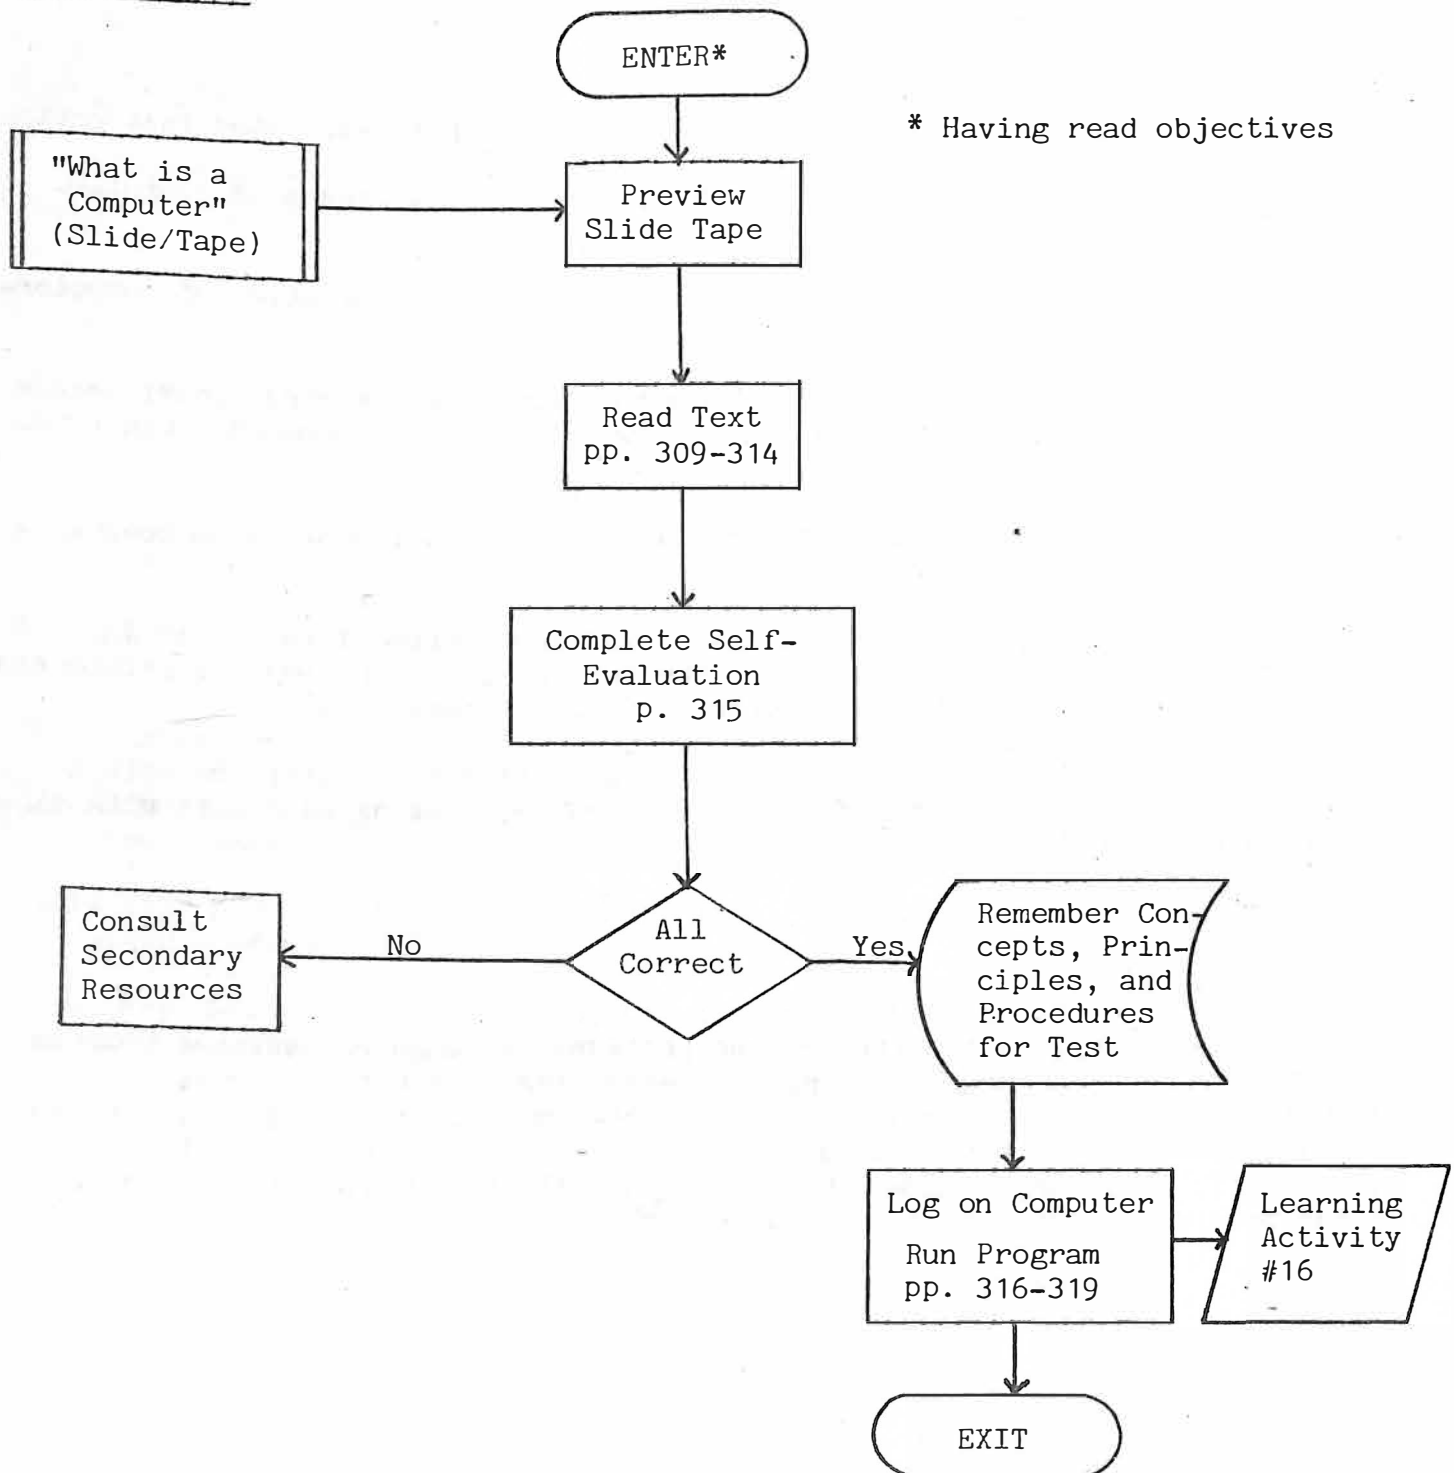 ENTER*
* Having read objectives
"What is a
Computer"
(Slide/Tape)
Preview
Slide Tape
Read Text
pp. 309-314
Complete Self-
Evaluation
p. 315
All
Correct
No
Yes
Consult
Secondary
Resources
Remember Con-
cepts, Prin-
ciples, and
Procedures
for Test
Log on Computer
Run Program
pp. 316-319
Learning
Activity
#16
EXIT